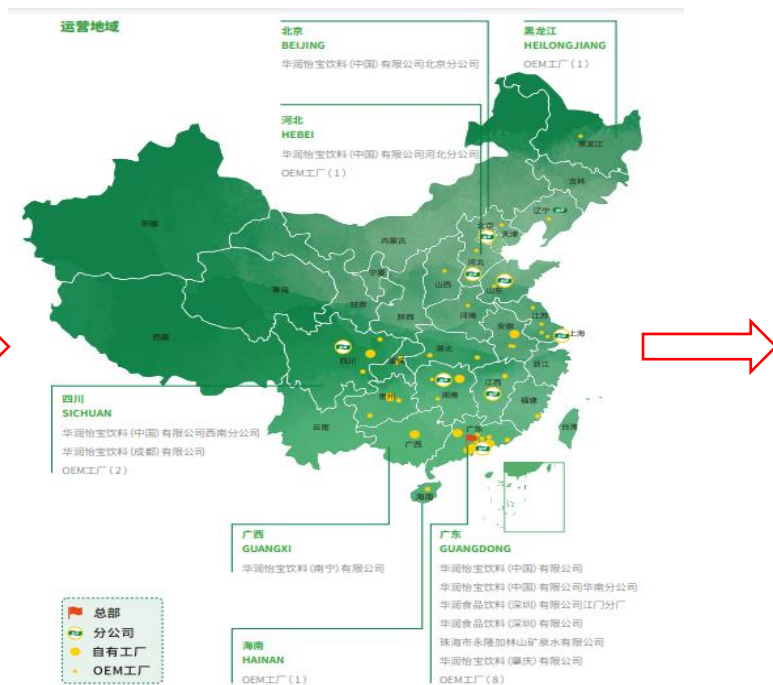 运营地域
北京
BEIJING
华润怡宝饮料(中国)有限公司北京分公司
黑龙江
HEILONGJIANG
OEM工厂(1)
河北
HEBEI
华润怡宝饮料(中国)有限公司河北分公司
OEM工厂(1)
黑龙江
吉林
辽宁
新疆
内蒙古
北京
天津
河北
宁夏
山西
山东
青海
甘肃
陕西
河南
江苏
西藏
安徽
上海
四川
重庆
湖北
浙江
湖南
江西
贵州
福建
云南
广西
广东
台湾
海南
四川
SICHUAN
华润怡宝饮料(中国)有限公司西南分公司
华润怡宝饮料(成都)有限公司
OEM工厂(2)
广西
GUANGXI
华润怡宝饮料(南宁)有限公司
广东
GUANGDONG
华润怡宝饮料(中国)有限公司
华润怡宝饮料(中国)有限公司华南分公司
华润食品饮料(深圳)有限公司江门分厂
华润食品饮料(深圳)有限公司
珠海市永隆加林山矿泉水有限公司
华润怡宝饮料(肇庆)有限公司
OEM工厂(8)
海南
HAINAN
OEM工厂(1)
总部
分公司
自有工厂
OEM工厂